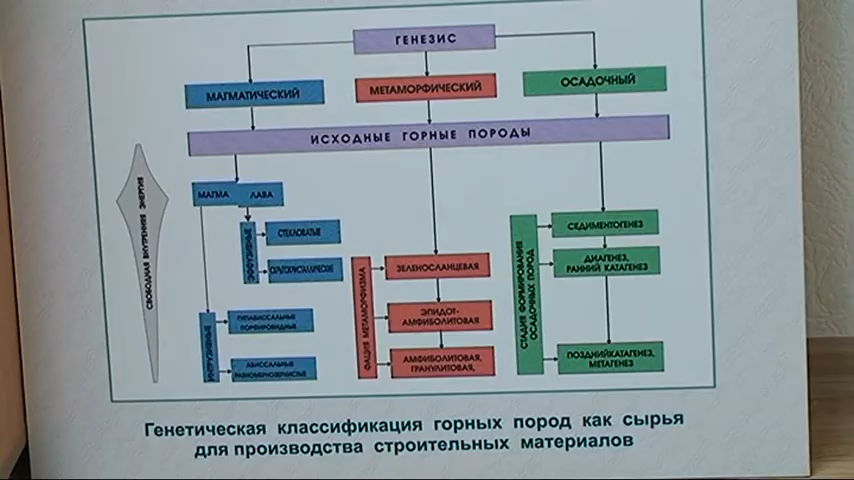 ГЕНЕЗИС
МАГМАТИЧЕСКИЙ
МЕТАМОРФИЧЕСКИЙ
ОСАДОЧНЫЙ
ИСХОДНЫЕ ГОРНЫЕ ПОРОДЫ
СВОБОДНАЯ ВНУТРЕННЯЯ ЭНЕРГИЯ
МАГМА ЛАВА
ЭФФУЗИВНЫЕ
СТЕКЛОВАТЫЕ
СКРЫТОКРИСТАЛЛИЧЕСКИЕ
ИНТРУЗИВНЫЕ
ГИПАБИССАЛЬНЫЕ
ПОРФИРОВИДНЫЕ
АБИССАЛЬНЫЕ
РАВНОМЕРНОЗЕРНИСТЫЕ
ФАЦИЯ МЕТАМОРФИЗМА
ЗЕЛЕНОСЛАНЦЕВАЯ
ЭПИДОТ-
АМФИБОЛИТОВАЯ
АМФИБОЛИТОВАЯ,
ГРАНУЛИТОВАЯ,
СТАДИЯ ФОРМИРОВАНИЯ
ОСАДОЧНЫХ ПОРОД
СЕДИМЕНТОГЕНЕЗ
ДИАГЕНЕЗ,
РАННИЙ КАТАГЕНЕЗ
ПОЗДНИЙКАТАГЕНЕЗ,
МЕТАГЕНЕЗ
Генетическая классификация горных пород как сырья
для производства строительных материалов